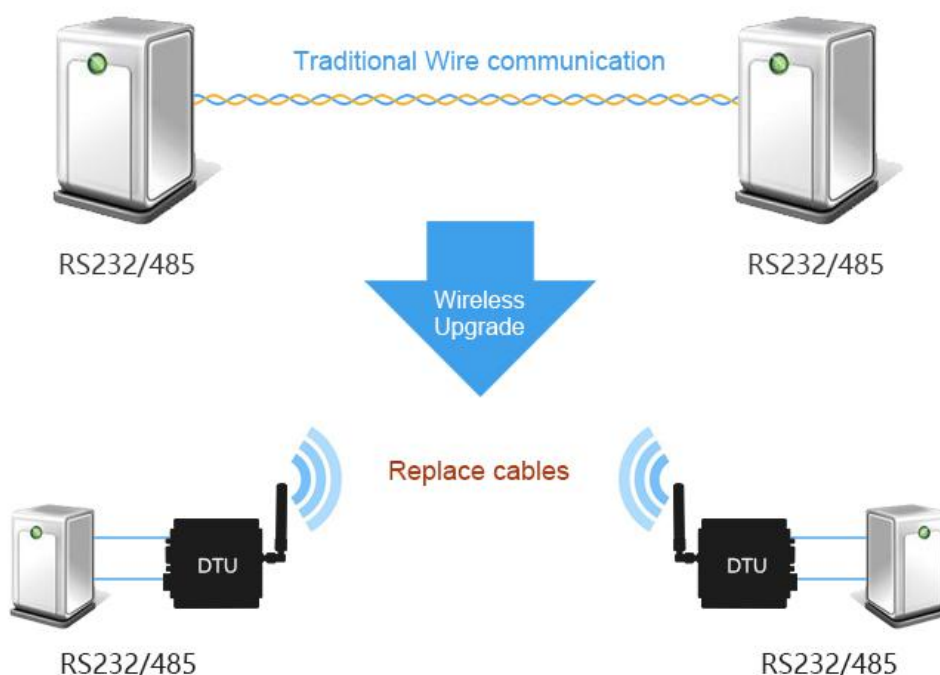 Traditional Wire communication
RS232/485
RS232/485
Wireless
Upgrade
Replace cables
DTU
DTU
RS232/485
RS232/485